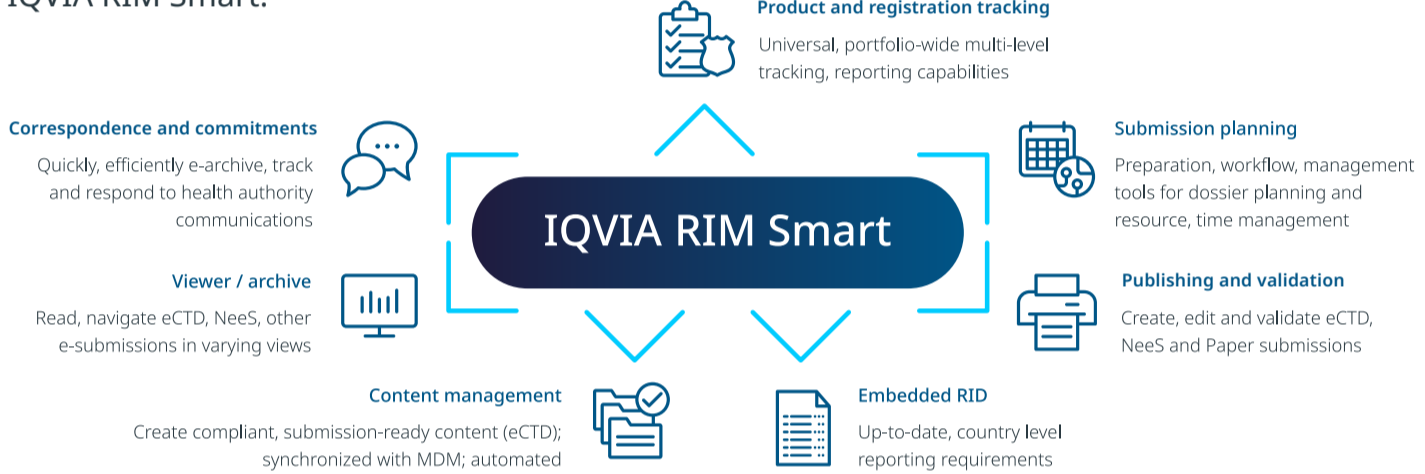 IQVIA RIM Smart.
Product and registration tracking
Universal, portfolio-wide multi-level
tracking, reporting capabilities
Correspondence and commitments
Quickly, efficiently e-archive, track
and respond to health authority
communications
Submission planning
Preparation, workflow, management
tools for dossier planning and
resource, time management
IQVIA RIM Smart
Viewer / archive
Read, navigate eCTD, NeeS, other
e-submissions in varying views
Publishing and validation
Create, edit and validate eCTD,
NeeS and Paper submissions
Content management
Create compliant, submission-ready content (eCTD);
synchronized with MDM; automated
Embedded RID
Up-to-date, country level
reporting requirements